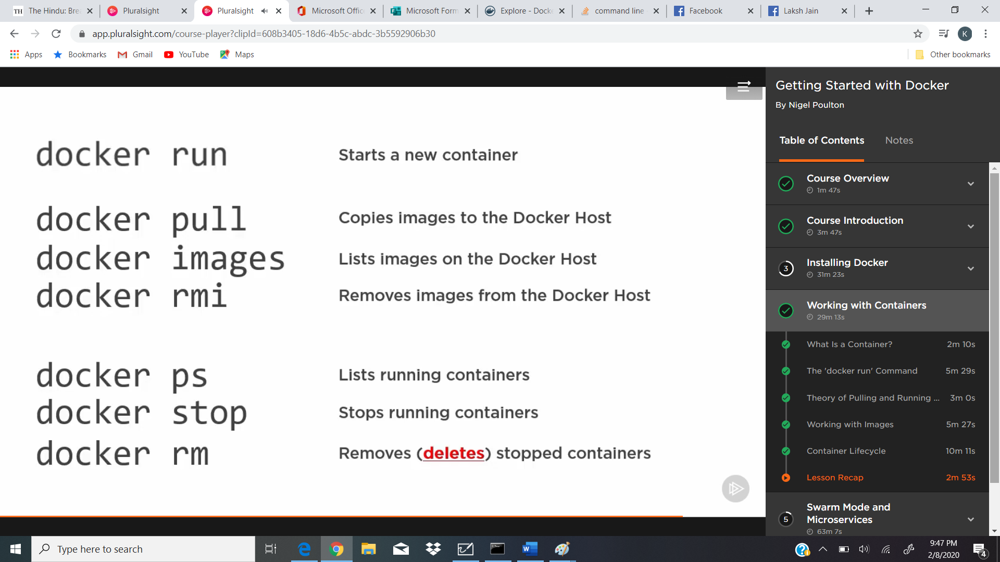 The Hindu: Brea
Pluralsight
Pluralsight
Microsoft Offic
Microsoft Form
Explore - Docke
command line -
Facebook
Laksh Jain
app.pluralsight.com/course-player?clipId=608b3405-18d6-4b5c-abdc-3b5592906b30
K
Apps
Bookmarks
Gmail
YouTube
Maps
Other bookmarks
docker run Starts a new container
docker pull Copies images to the Docker Host
docker images Lists images on the Docker Host
docker rmi Removes images from the Docker Host
docker ps Lists running containers
docker stop Stops running containers
docker rm Removes (deletes) stopped containers
Getting Started with Docker
By Nigel Poulton
Table of Contents Notes
Course Overview
1m 47s
Course Introduction
3m 47s
3
Installing Docker
31m 23s
Working with Containers
29m 13s
What Is a Container? 2m 10s
The 'docker run' Command 5m 29s
Theory of Pulling and Running ... 3m 0s
Working with Images 5m 27s
Container Lifecycle 10m 11s
Lesson Recap 2m 53s
5
Swarm Mode and
Microservices
63m 7s
Type here to search
9:47 PM
2/8/2020
4